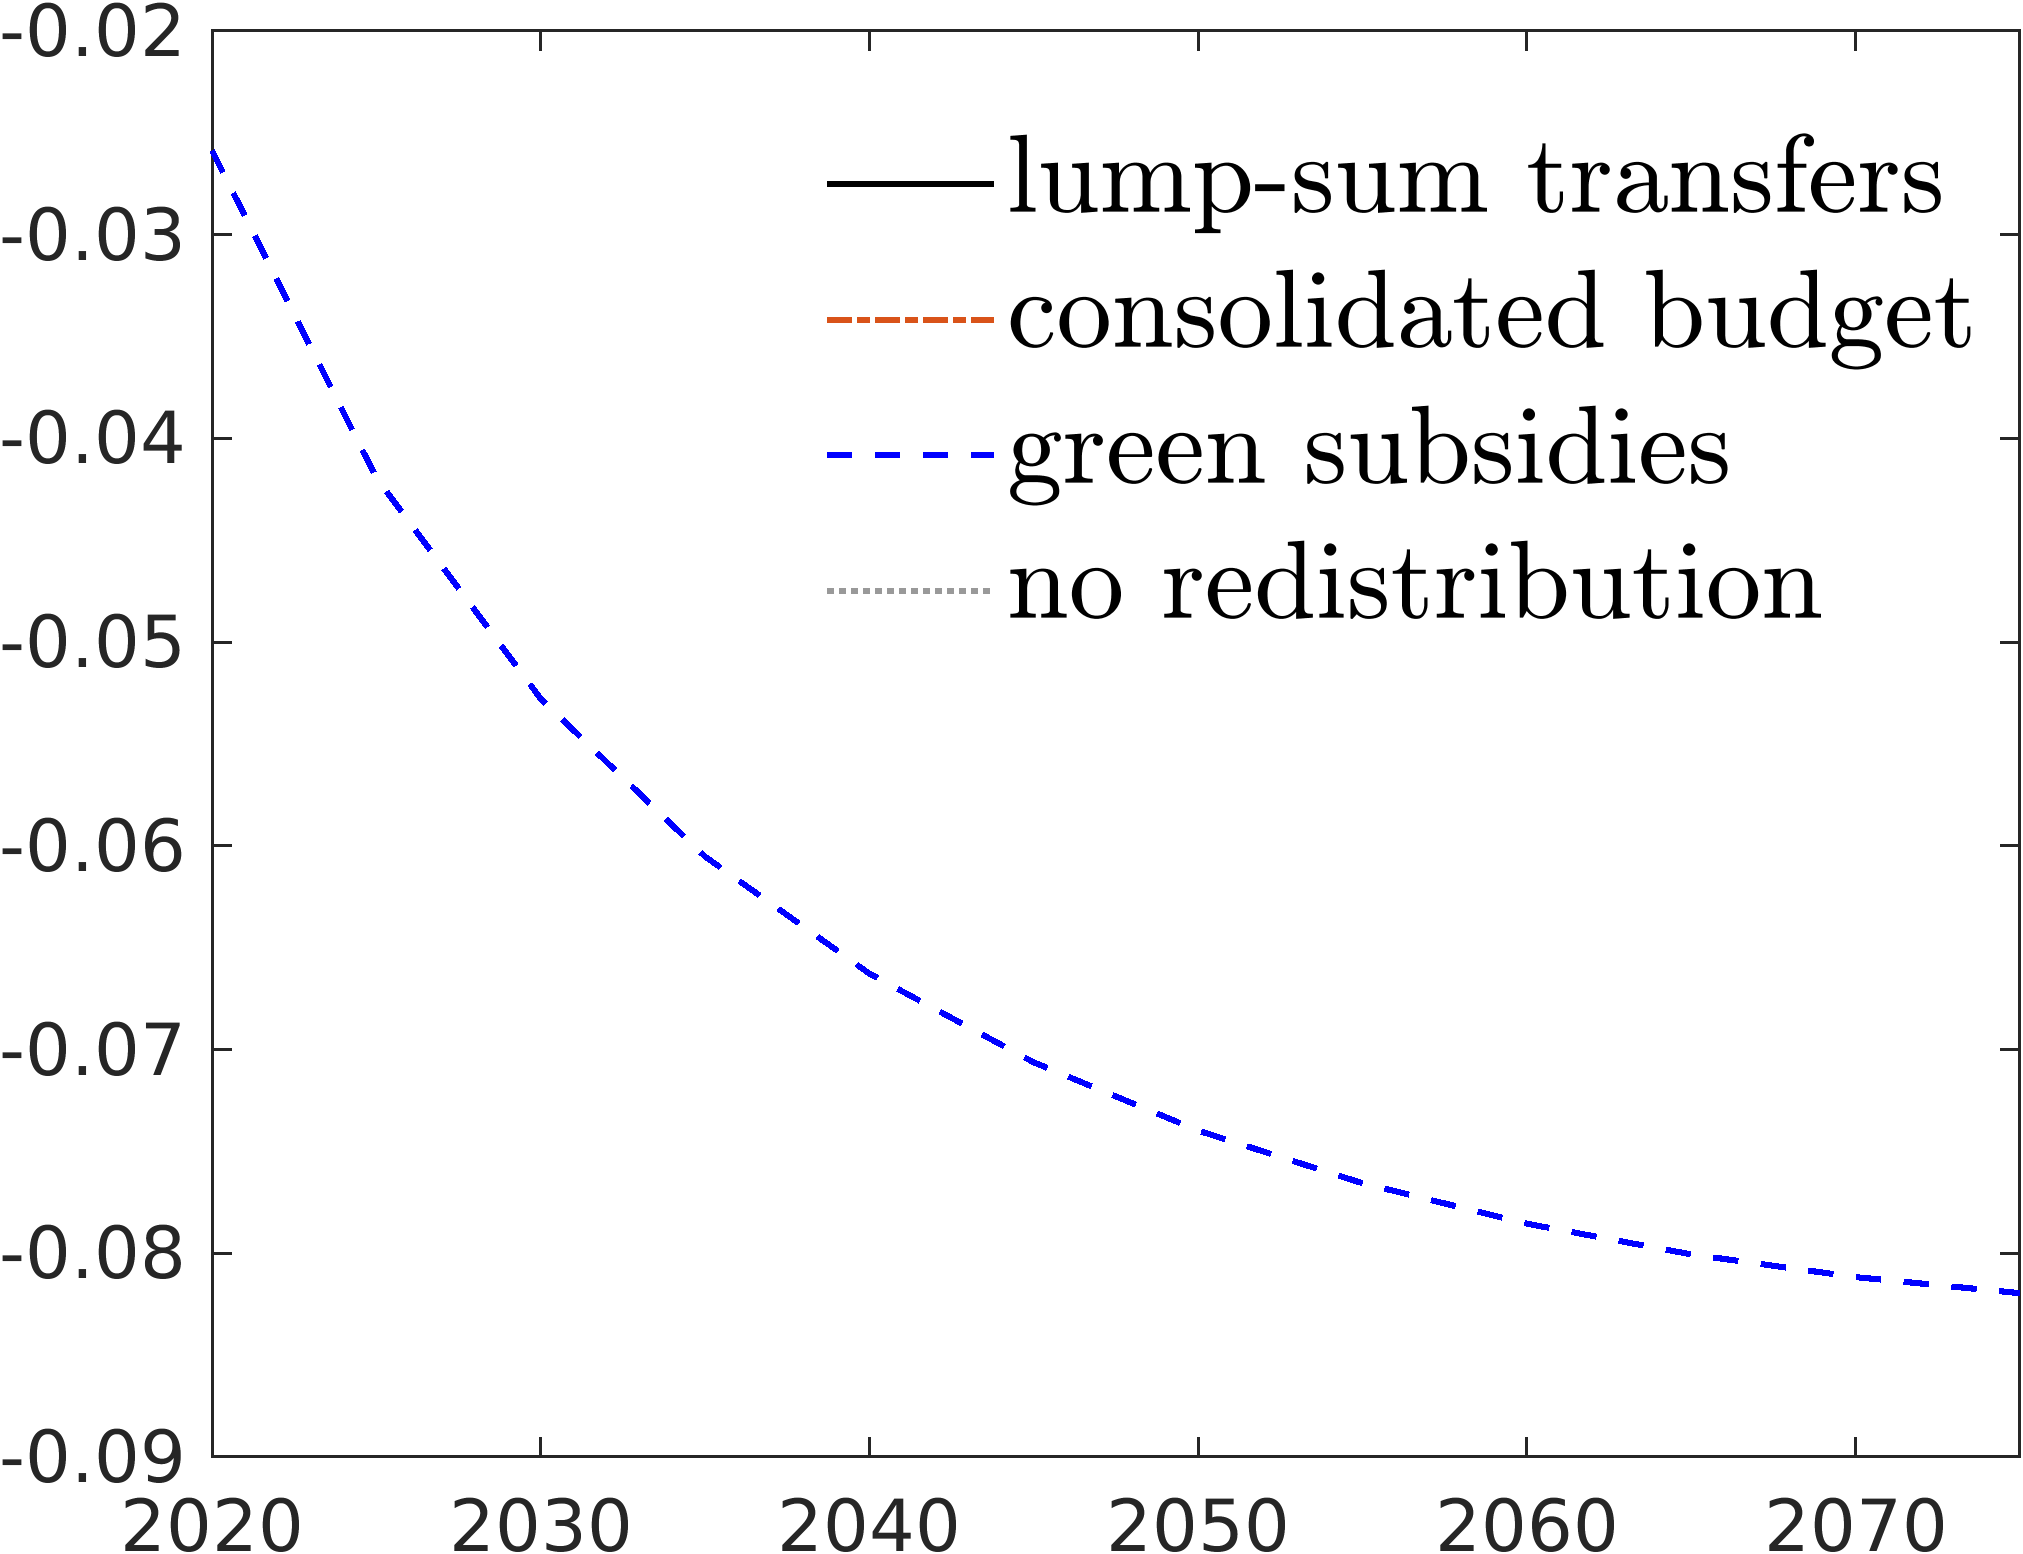 -0.02
-0.03
-0.04
-0.05
-0.06
-0.07
-0.08
-0.09
lump-sum transfers
consolidated budget
green subsidies
no redistribution
2020 2030 2040 2050 2060 2070